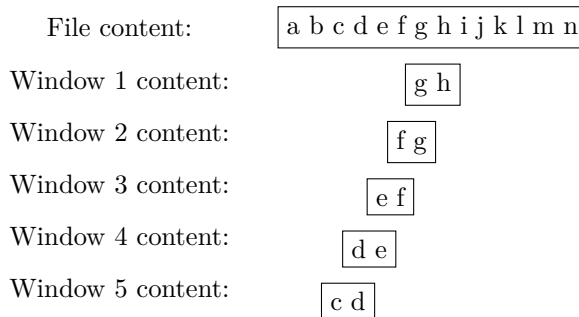 File content: a b c d e f g h i j k l m n
Window 1 content: g h
Window 2 content: f g
Window 3 content: e f
Window 4 content: d e
Window 5 content: c d